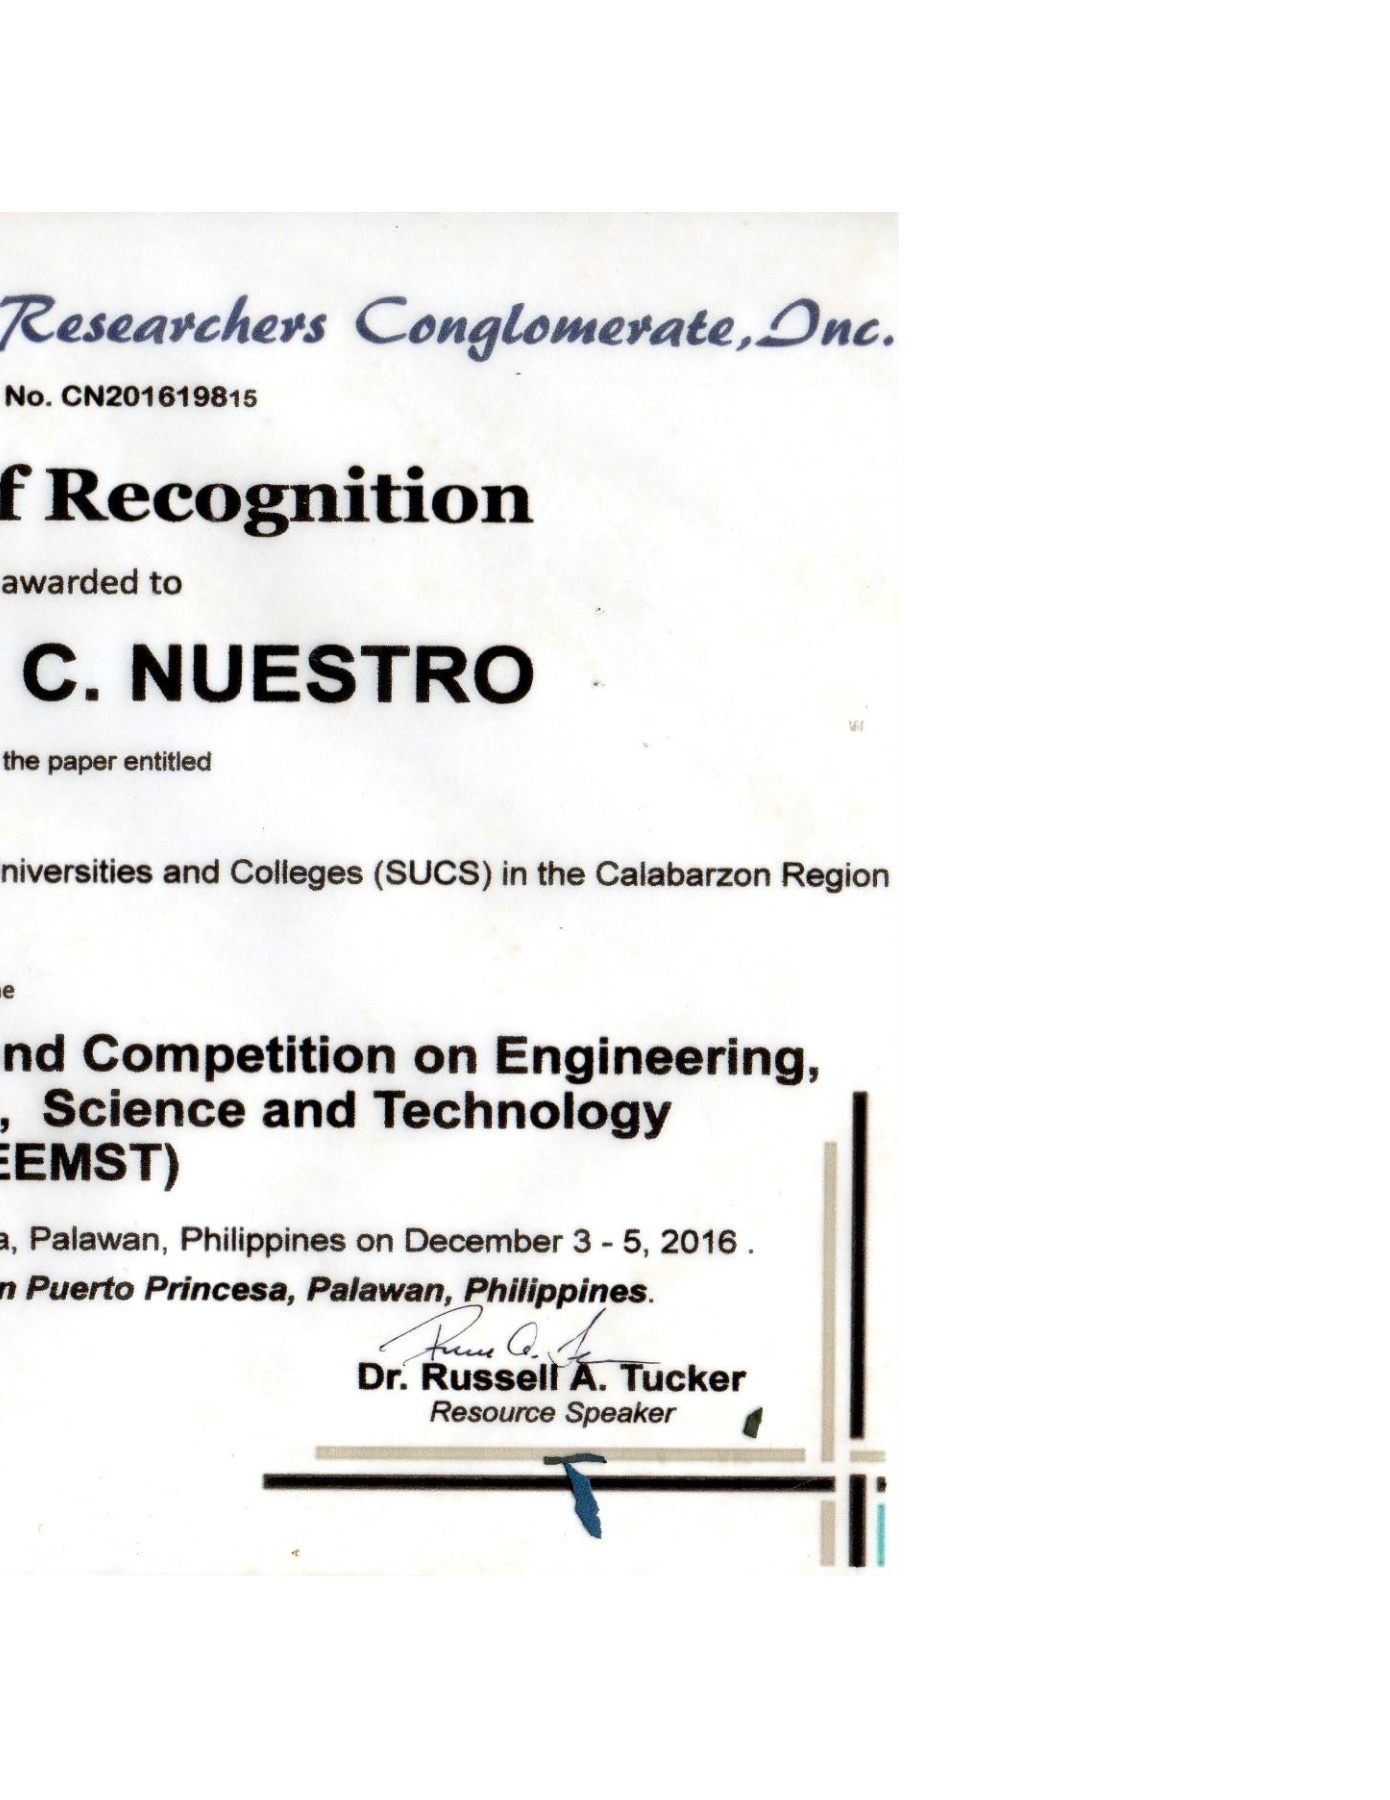 Researchers Conglomerate, Inc.
No. CN201619815
f Recognition
awarded to
C. NUESTRO
the paper entitled
niversities and Colleges (SUCS) in the Calabarzon Region
e
nd Competition on Engineering,
, Science and Technology
EEMST)
a, Palawan, Philippines on December 3 - 5, 2016 .
n Puerto Princesa, Palawan, Philippines.
Dr. Russell A. Tucker
Resource Speaker